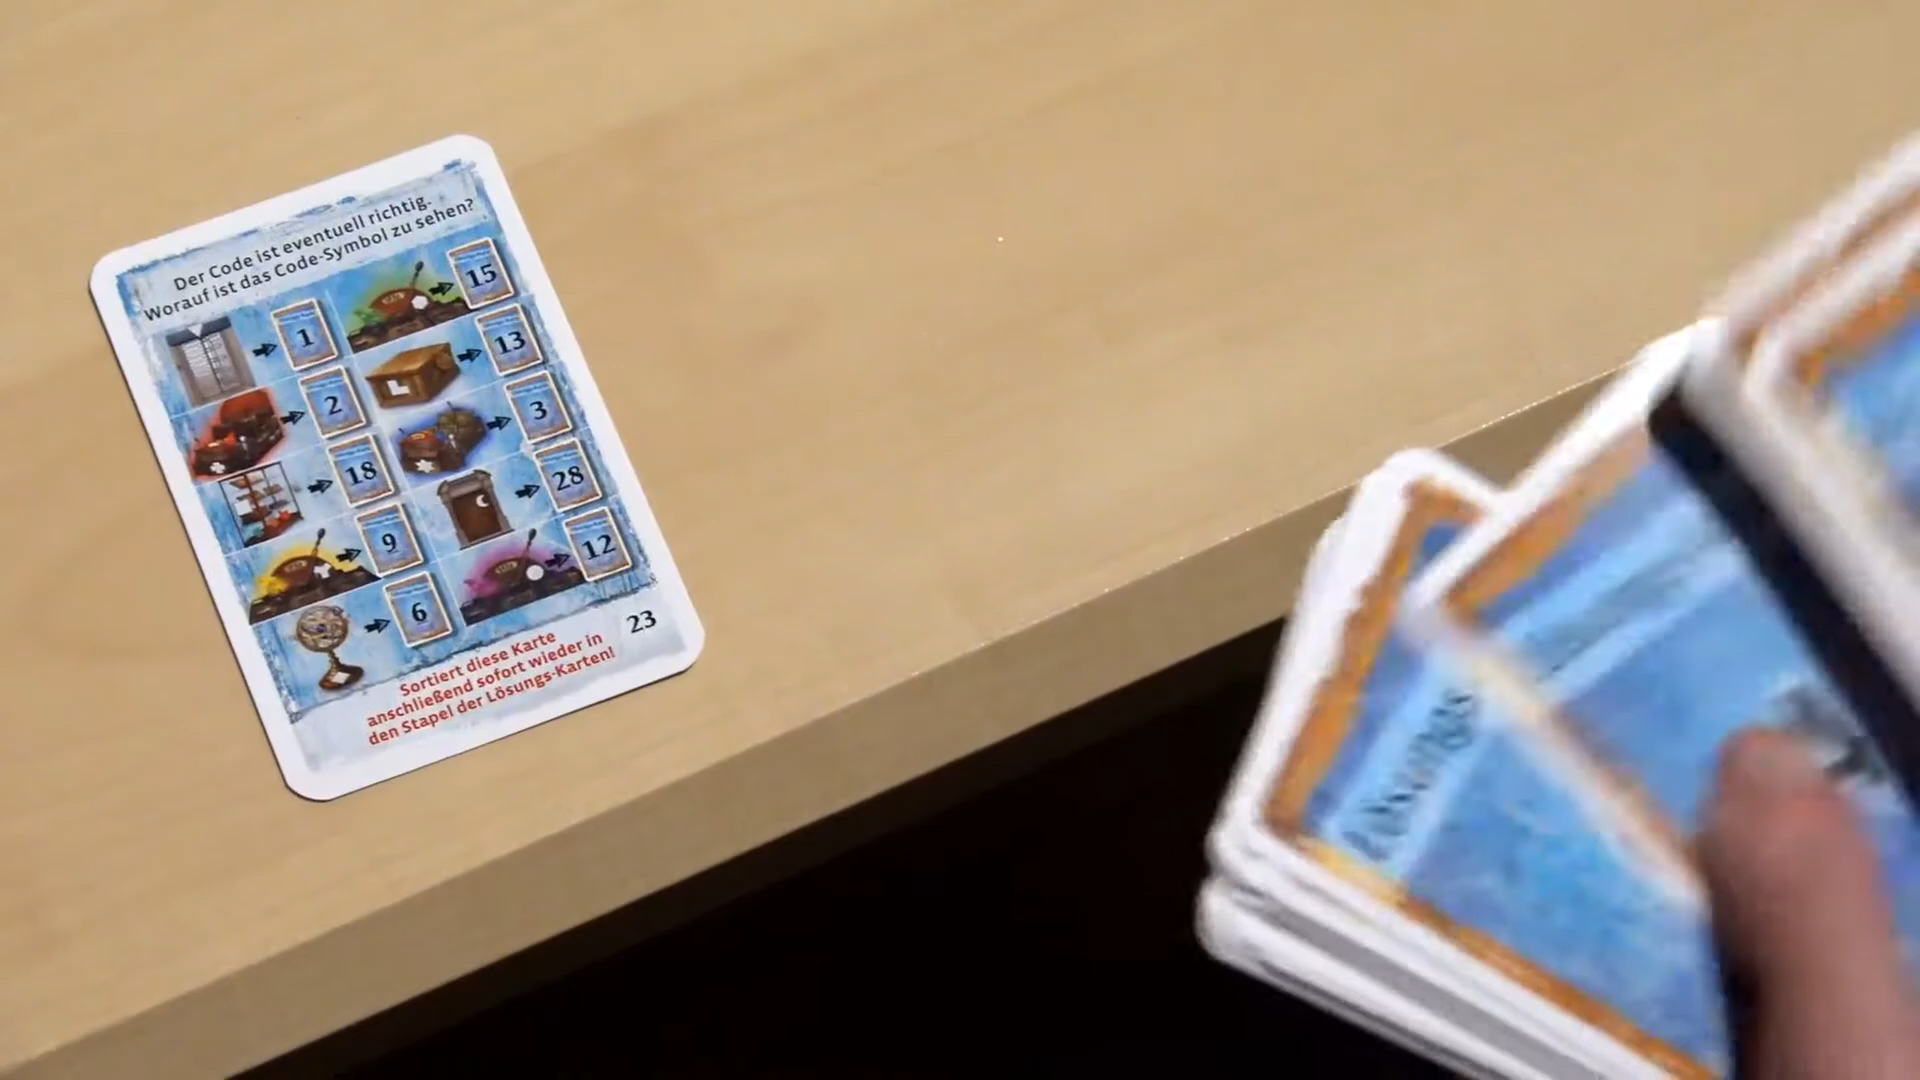 Der Code ist eventuell richtig.
Worauf ist das Code-Symbol zu sehen?
15
1
13
2
3
18
28
9
12
6
23
Sortiert diese Karte
anschließend sofort wieder in
den Stapel der Lösungs-Karten!
Lösungs